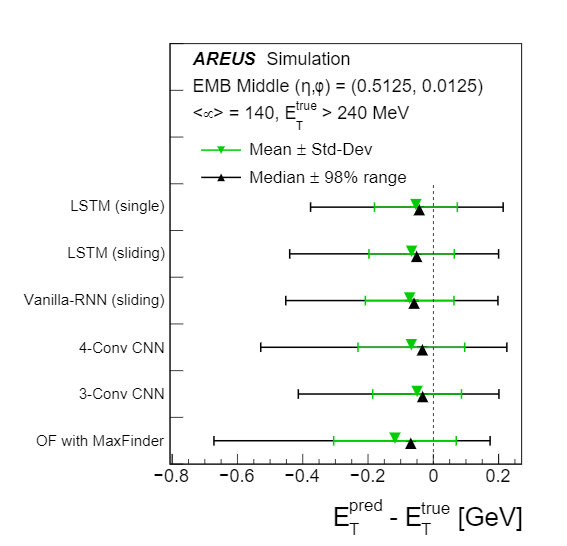 AREUS Simulation
EMB Middle (η,φ) = (0.5125, 0.0125)
<∝> = 140, E_T^true > 240 MeV
Mean ± Std-Dev
Median ± 98% range
LSTM (single)
LSTM (sliding)
Vanilla-RNN (sliding)
4-Conv CNN
3-Conv CNN
OF with MaxFinder
−0.8 −0.6 −0.4 −0.2 0 0.2
E_T^pred - E_T^true [GeV]